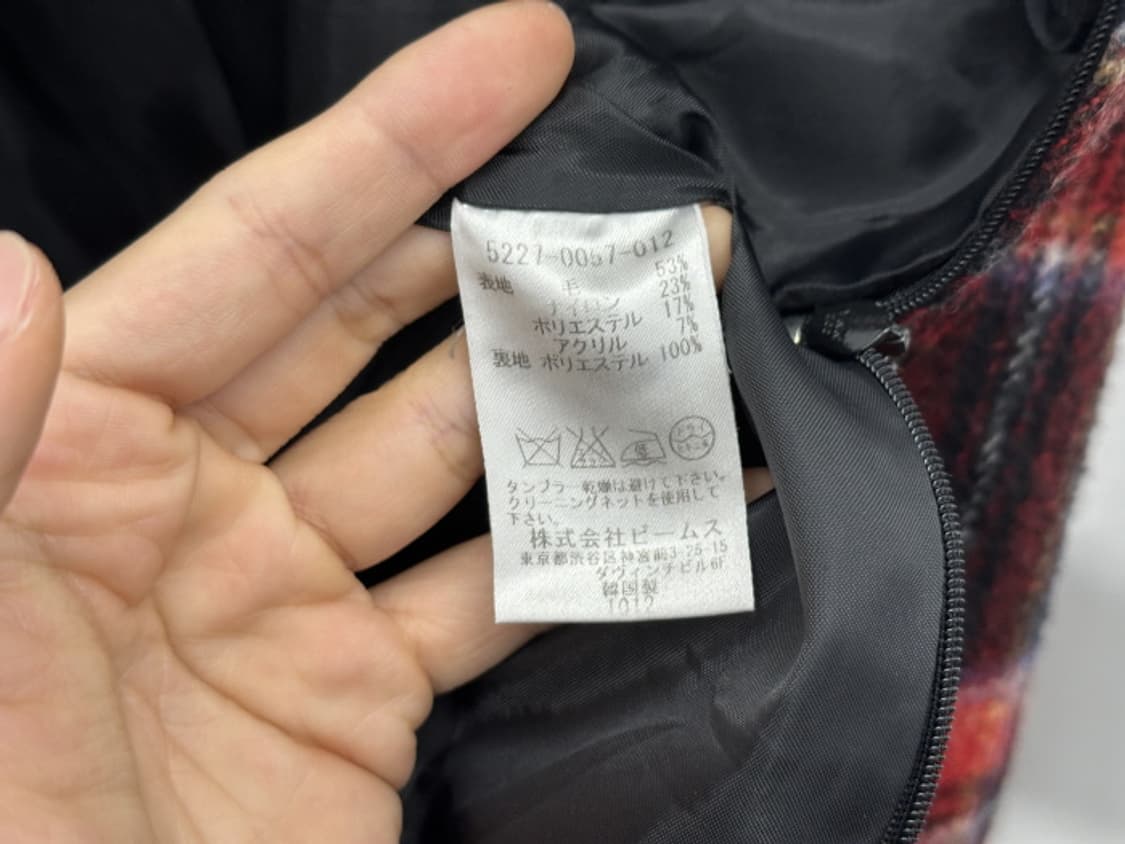 5227-0057-012
表地 毛 53%
ナイロン 23%
ポリエステル 17%
アクリル 7%
裏地 ポリエステル 100%
ドライ
タンブラー乾燥は避けて下さい。
クリーニングネットを使用して
下さい。
株式会社ビームス
東京都渋谷区神宮前3-25-15
ダヴィンチビル6F
韓国製
1012